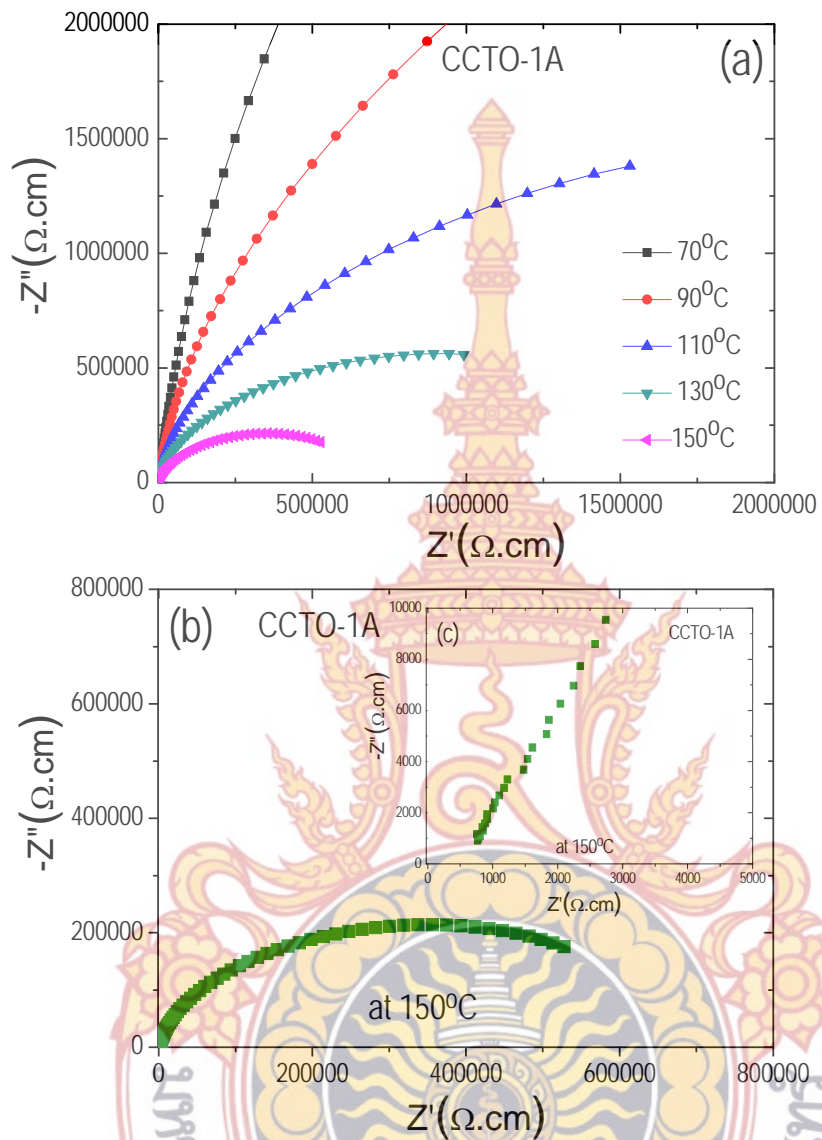 CCTO-1A
(a)
2000000
1500000
1000000
500000
0
-Z"(Ω.cm)
70⁰C
90⁰C
110⁰C
130⁰C
150⁰C
0 500000 1000000 1500000 2000000
Z'(Ω.cm)
(b)
CCTO-1A
800000
600000
400000
200000
0
-Z"(Ω.cm)
(c)
CCTO-1A
10000
8000
6000
4000
2000
0
-Z"(Ω.cm)
at 150⁰C
0 1000 2000 3000 4000 5000
Z'(Ω.cm)
at 150⁰C
0 200000 400000 600000 800000
Z'(Ω.cm)